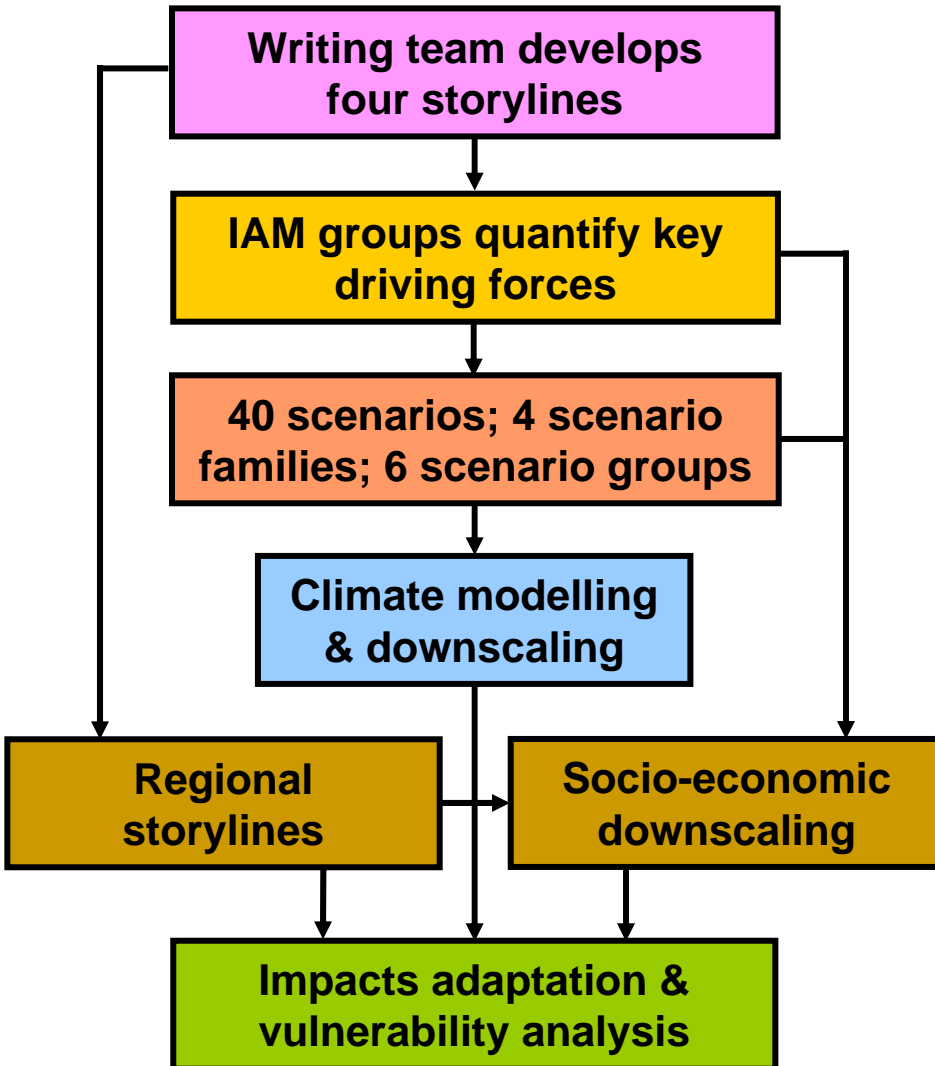 Writing team develops
four storylines
IAM groups quantify key
driving forces
40 scenarios; 4 scenario
families; 6 scenario groups
Climate modelling
& downscaling
Regional
storylines
Socio-economic
downscaling
Impacts adaptation &
vulnerability analysis